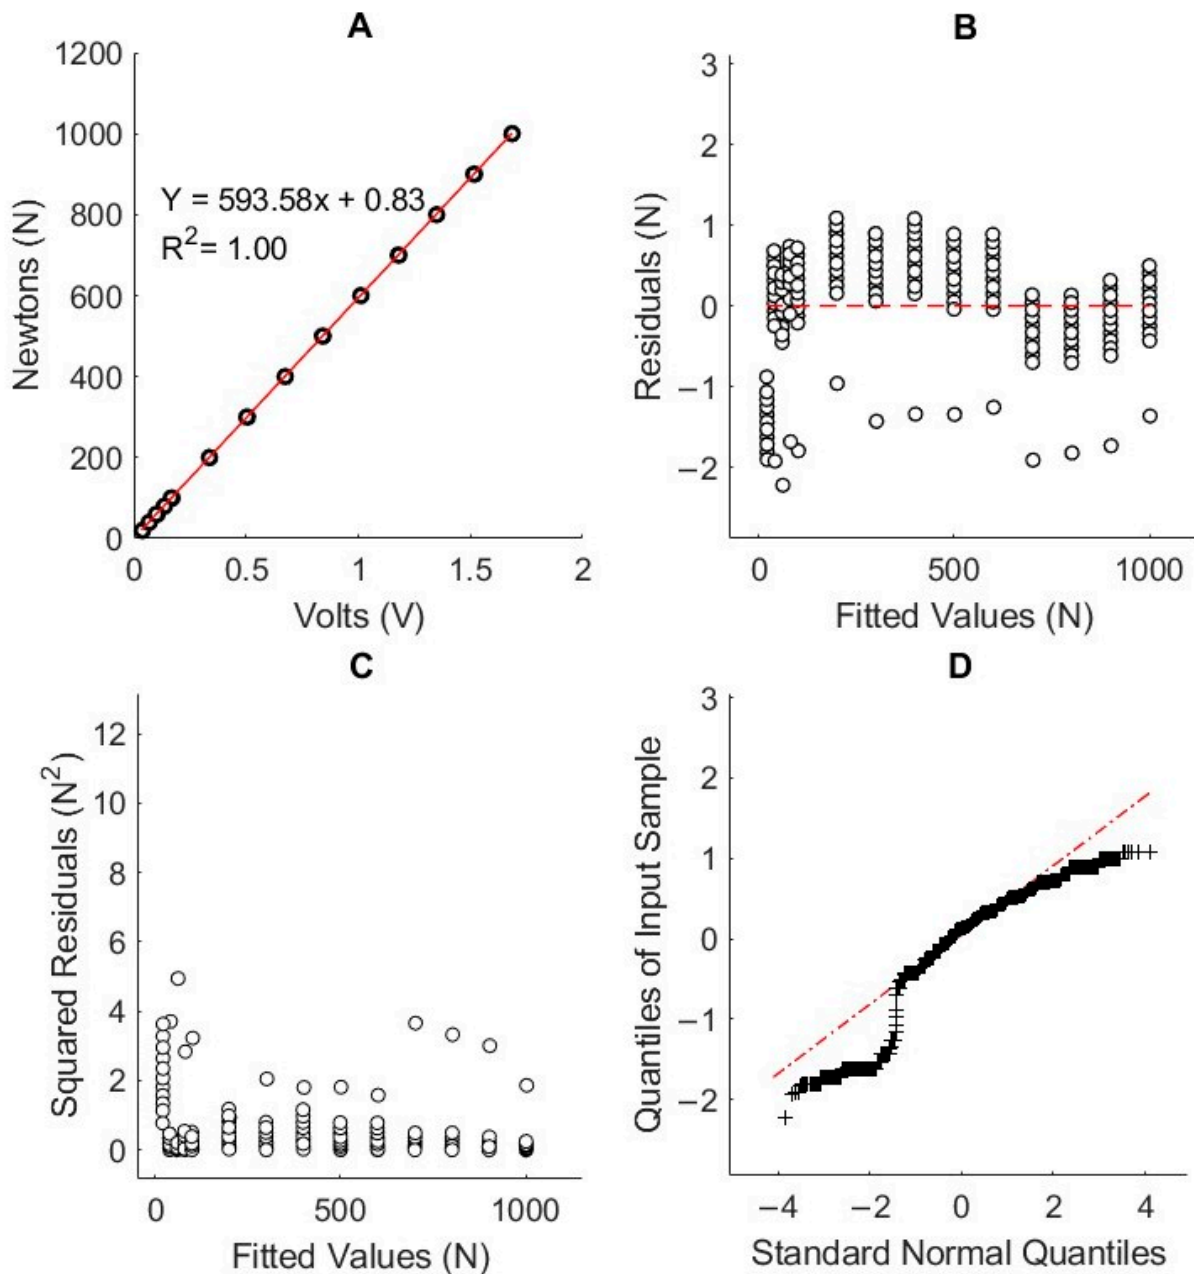 A
1200
1000
800
600
400
200
0
0 0.5 1 1.5 2
Newtons (N)
Volts (V)
Y = 593.58x + 0.83
R²= 1.00
B
3
2
1
0
−1
−2
0 500 1000
Residuals (N)
Fitted Values (N)
C
12
10
8
6
4
2
0
0 500 1000
Squared Residuals (N²)
Fitted Values (N)
D
3
2
1
0
−1
−2
−4 −2 0 2 4
Quantiles of Input Sample
Standard Normal Quantiles